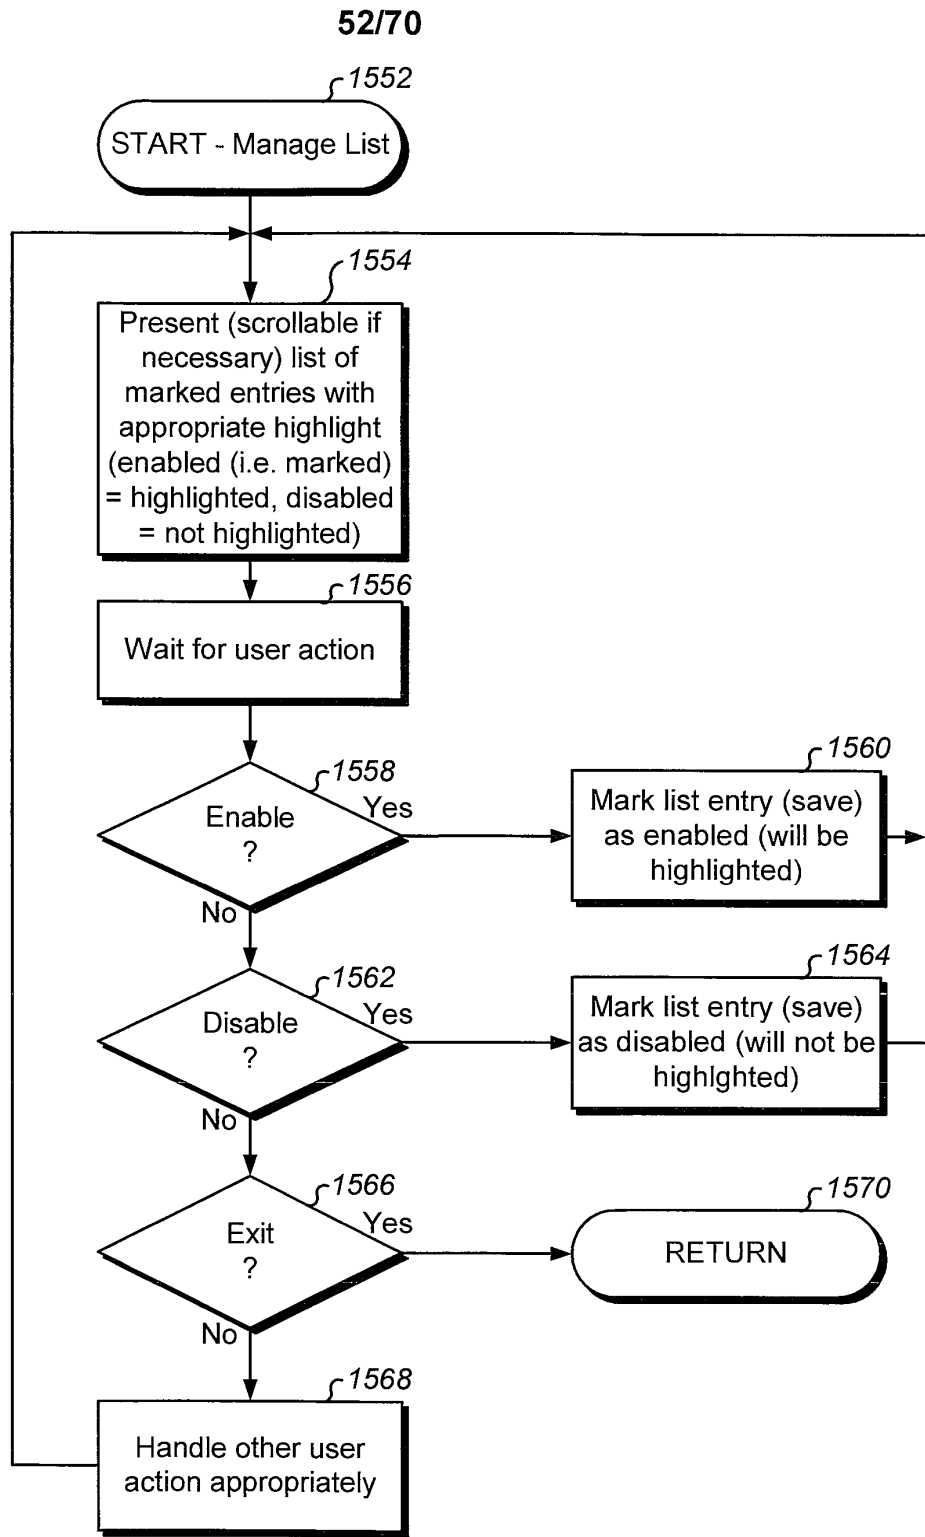 52/70
1552
START - Manage List
1554
Present (scrollable if
necessary) list of
marked entries with
appropriate highlight
(enabled (i.e. marked)
= highlighted, disabled
= not highlighted)
1556
Wait for user action
1558
Enable
?
Yes
No
1560
Mark list entry (save)
as enabled (will be
highlighted)
1562
Disable
?
Yes
No
1564
Mark list entry (save)
as disabled (will not be
highlghted)
1566
Exit
?
Yes
No
1570
RETURN
1568
Handle other user
action appropriately